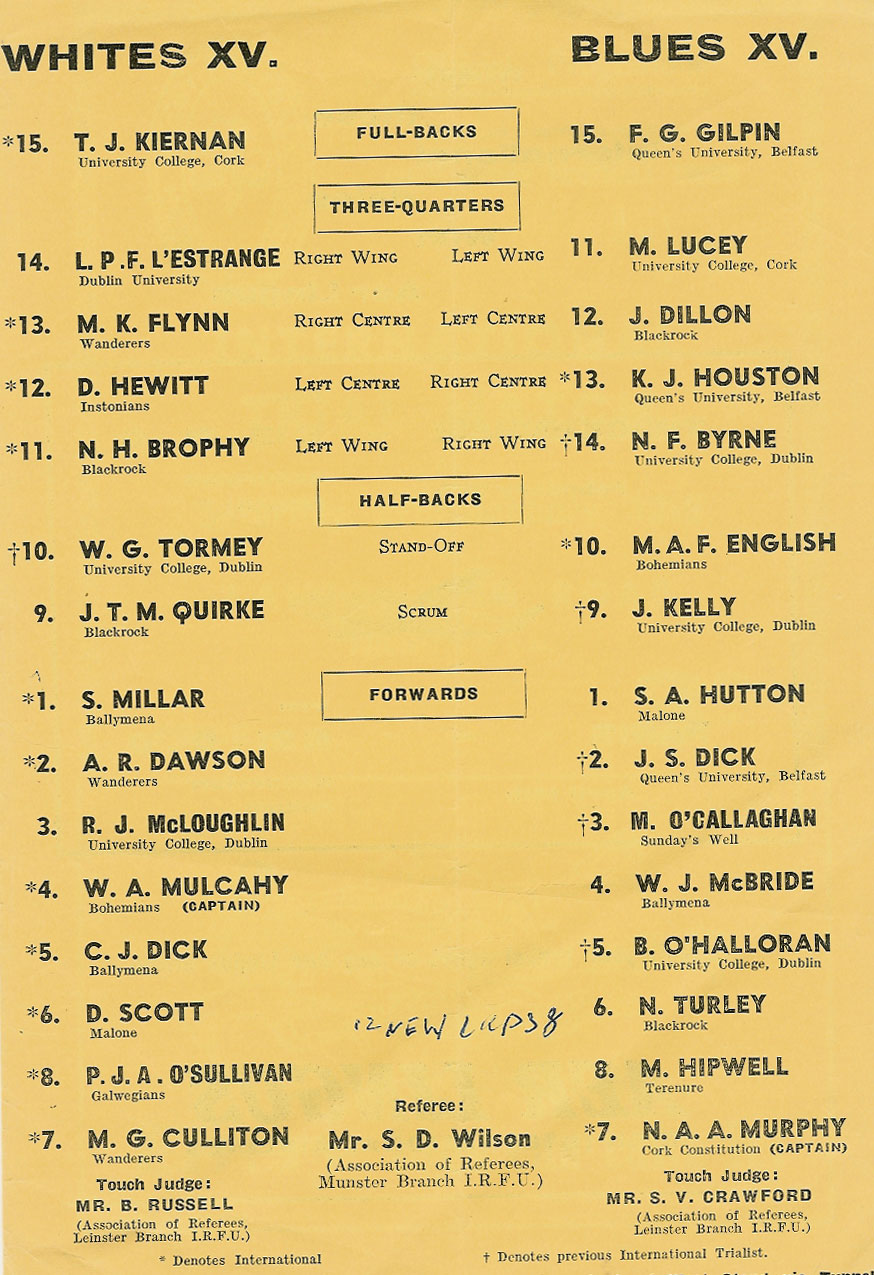 WHITES XV.
BLUES XV.
FULL-BACKS
*15. T. J. KIERNAN
University College, Cork
15. F. G. GILPIN
Queen's University, Belfast
THREE-QUARTERS
14. L. P .F. L'ESTRANGE RIGHT WING LEFT WING 11. M. LUCEY
Dublin University University College, Cork
*13. M. K. FLYNN RIGHT CENTRE LEFT CENTRE 12. J. DILLON
Wanderers Blackrock
*12. D. HEWITT LEFT CENTRE RIGHT CENTRE *13. K. J. HOUSTON
Instonians Queen's University, Belfast
*11. N. H. BROPHY LEFT WING RIGHT WING †14. N. F. BYRNE
Blackrock University College, Dublin
HALF-BACKS
†10. W. G. TORMEY STAND-OFF *10. M. A. F. ENGLISH
University College, Dublin Bohemians
9. J. T. M. QUIRKE SCRUM †9. J. KELLY
Blackrock University College, Dublin
FORWARDS
*1. S. MILLAR 1. S. A. HUTTON
Ballymena Malone
*2. A. R. DAWSON †2. J. S. DICK
Wanderers Queen's University, Belfast
3. R. J. McLOUGHLIN †3. M. O'CALLAGHAN
University College, Dublin Sunday's Well
*4. W. A. MULCAHY 4. W. J. McBRIDE
Bohemians (CAPTAIN) Ballymena
*5. C. J. DICK †5. B. O'HALLORAN
Ballymena University College, Dublin
*6. D. SCOTT 6. N. TURLEY
Malone Blackrock
12 NEW
*8. P. J. A . O'SULLIVAN 8. M. HIPWELL
Galwegians Terenure
*7. M. G. CULLITON *7. N. A. A. MURPHY
Wanderers Cork Constitution (CAPTAIN)
Referee:
Mr. S. D. Wilson
(Association of Referees,
Munster Branch I.R.F.U.)
Touch Judge:
MR. B. RUSSELL
(Association of Referees,
Leinster Branch I.R.F.U.)
Touch Judge:
MR. S. V. CRAWFORD
(Association of Referees,
Leinster Branch I.R.F.U.)
* Denotes International
† Denotes previous International Trialist.